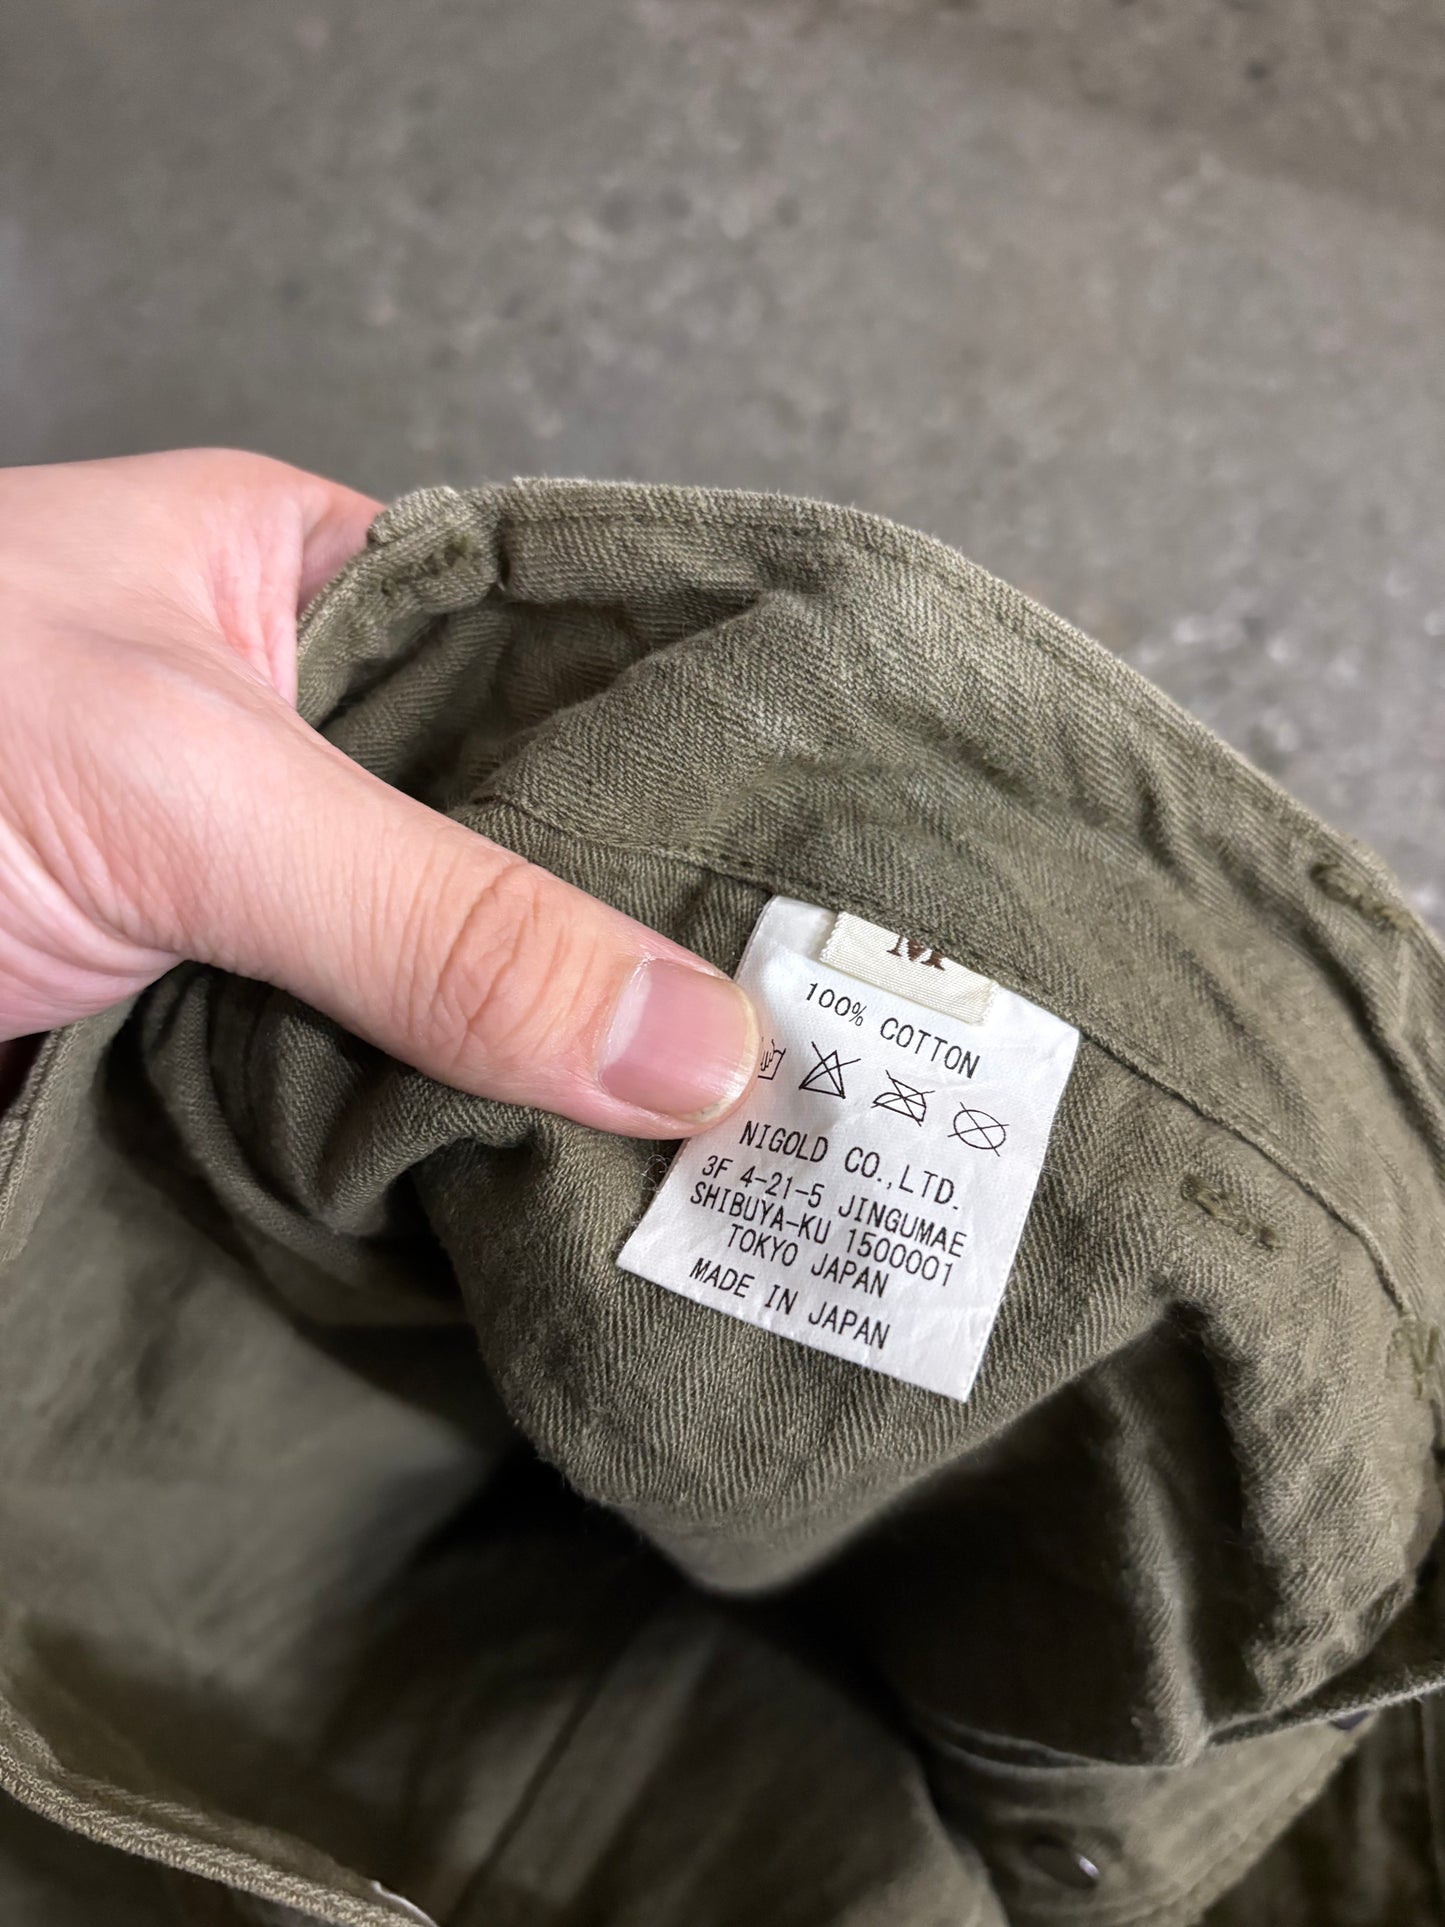 M
100% COTTON
NIGOLD CO.,LTD.
3F 4-21-5 JINGUMAE
SHIBUYA-KU 1500001
TOKYO JAPAN
MADE IN JAPAN